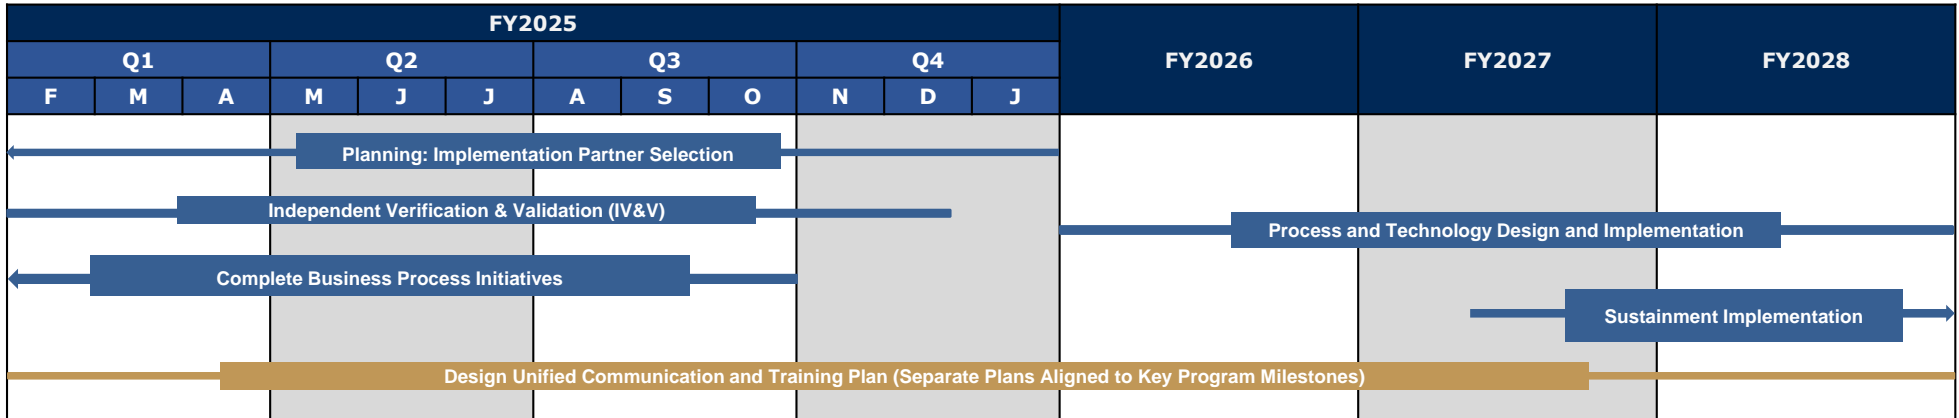 FY2025
FY2026 FY2027 FY2028
Q1 Q2 Q3 Q4
F M A M J J A S O N D J
Planning: Implementation Partner Selection
Independent Verification & Validation (IV&V)
Process and Technology Design and Implementation
Complete Business Process Initiatives
Sustainment Implementation
Design Unified Communication and Training Plan (Separate Plans Aligned to Key Program Milestones)